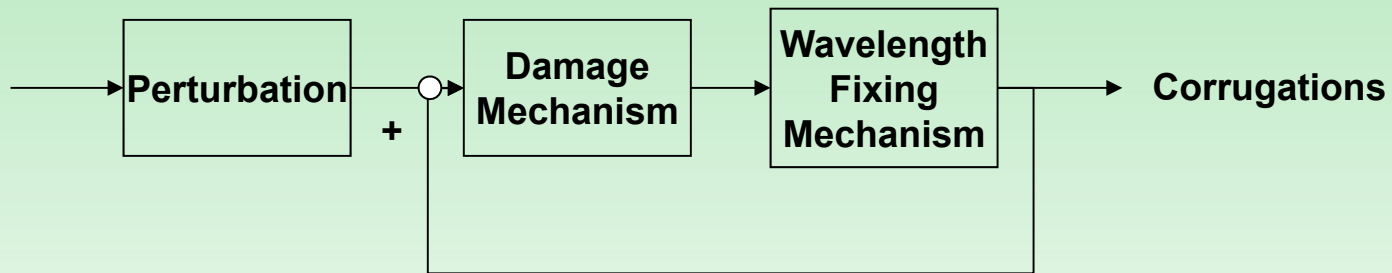 Perturbation
+
Damage
Mechanism
Wavelength
Fixing
Mechanism
Corrugations